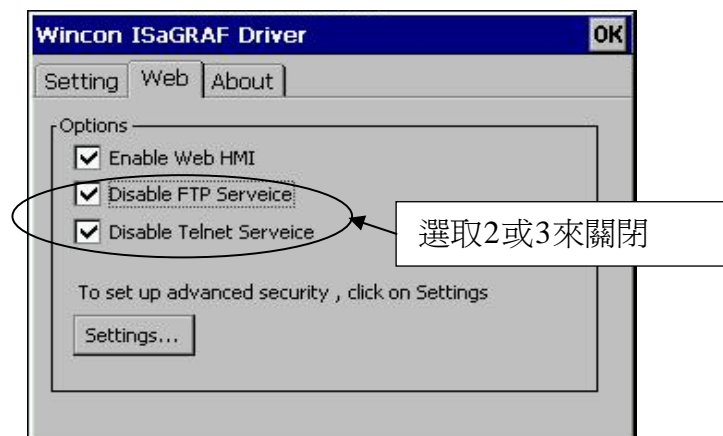 Wincon ISaGRAF Driver OK
Setting Web About
Options
Enable Web HMI
Disable FTP Serveice
Disable Telnet Serveice
選取2或3來關閉
To set up advanced security , click on Settings
Settings...